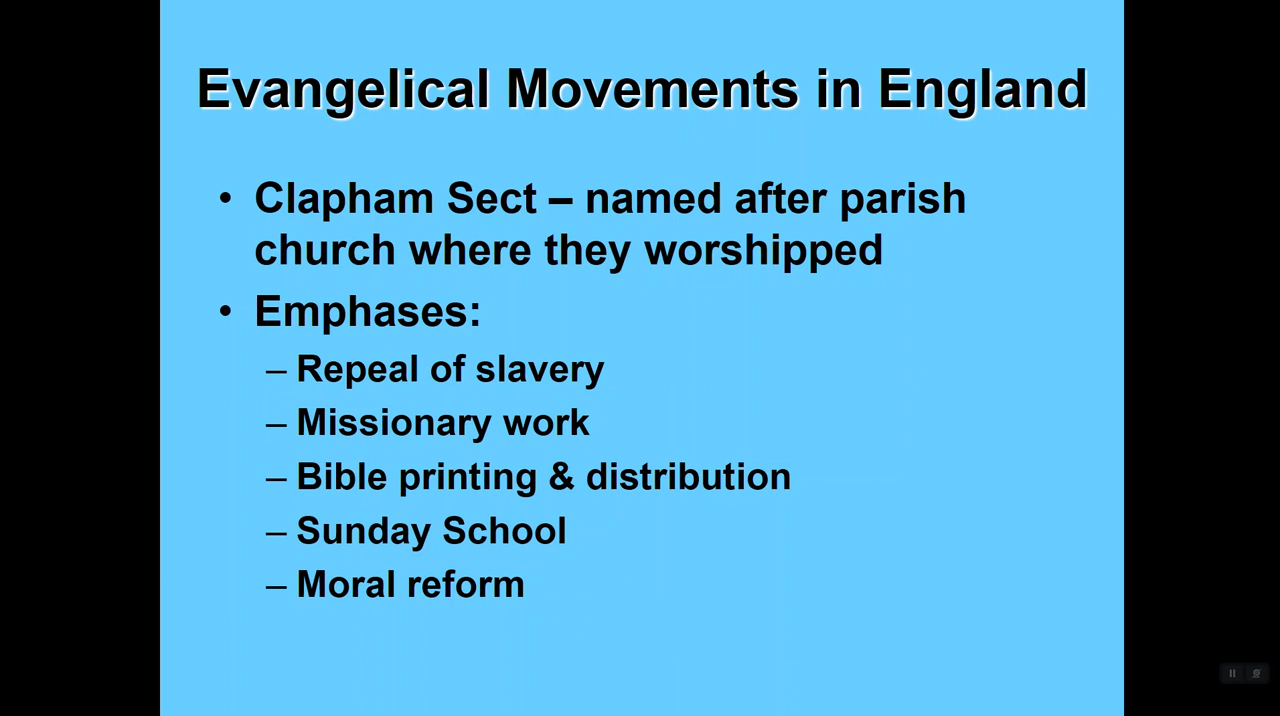 Evangelical Movements in England
• Clapham Sect – named after parish
church where they worshipped
• Emphases:
– Repeal of slavery
– Missionary work
– Bible printing & distribution
– Sunday School
– Moral reform